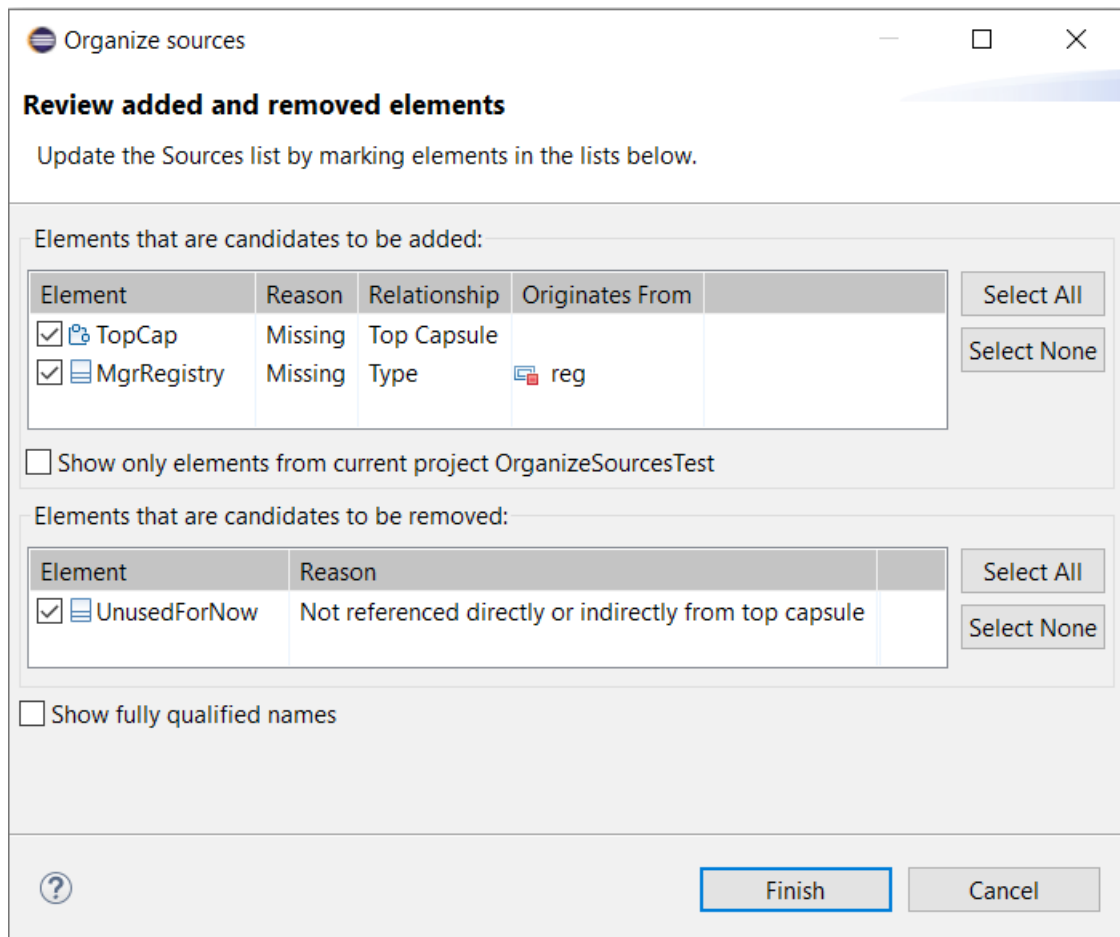 Organize sources
Review added and removed elements
Update the Sources list by marking elements in the lists below.
Elements that are candidates to be added:
Element Reason Relationship Originates From
TopCap Missing Top Capsule
MgrRegistry Missing Type reg
Select All
Select None
Show only elements from current project OrganizeSourcesTest
Elements that are candidates to be removed:
Element Reason
UnusedForNow Not referenced directly or indirectly from top capsule
Select All
Select None
Show fully qualified names
? Finish Cancel